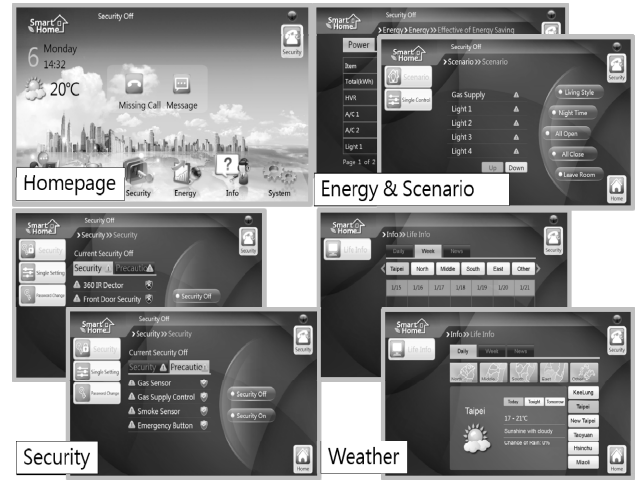 Smart
Home
Security Off
Security
6 Monday
14:32
20°C
Missing Call Message
Security Energy Info System
Homepage
Security Off
Energy Energy Effective of Energy Saving
Power
Item
Total(kWh)
HVR
A/C 1
A/C 2
Light 1
Page 1 of 2
Smart
Home
Security Off
Scenario Scenario
Security
Scenario
Single Control
Gas Supply
Light 1
Light 2
Light 3
Light 4
Up Down
Living Style
Night Time
All Open
All Close
Leave Room
Home
Energy & Scenario
Smart
Home
Security Off
Security Security
Security
Security
Single Setting
Password Change
Current Security Off
Security Precautio
360 IR Dector
Front Door Security
Security Off
Smart
Home
Security Off
Security Security
Security
Security
Single Setting
Password Change
Current Security Off
Security Precautio
Gas Sensor
Gas Supply Control
Smoke Sensor
Emergency Button
Security Off
Security On
Home
Security
Smart
Home
Info Life Info
Security
Life Info
Daily Week News
Taipei North Middle South East Other
1/15 1/16 1/17 1/18 1/19 1/20 1/21
Smart
Home
Info Life Info
Security
Life Info
Daily Week News
North Middle South East
Taipei
Today Tonight Tomorrow
17 - 21°C
Sunshine with cloudy
Chance of Rain: 0%
KeeLung
Taipei
New Taipei
Taoyuan
Hsinchu
Miaoli
Home
Weather